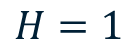 H = 1